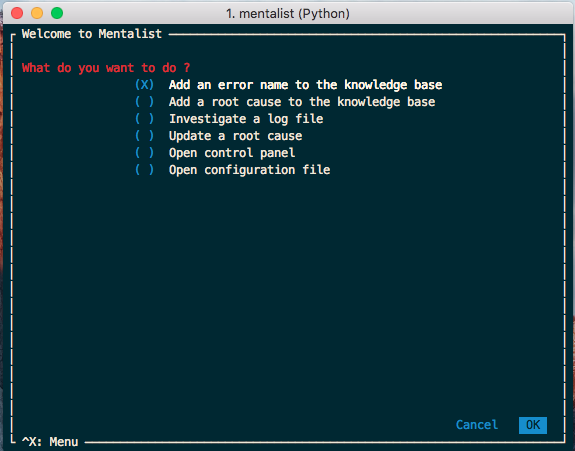 1. mentalist (Python)
Welcome to Mentalist
What do you want to do ?
(X) Add an error name to the knowledge base
( ) Add a root cause to the knowledge base
( ) Investigate a log file
( ) Update a root cause
( ) Open control panel
( ) Open configuration file
Cancel OK
^X: Menu